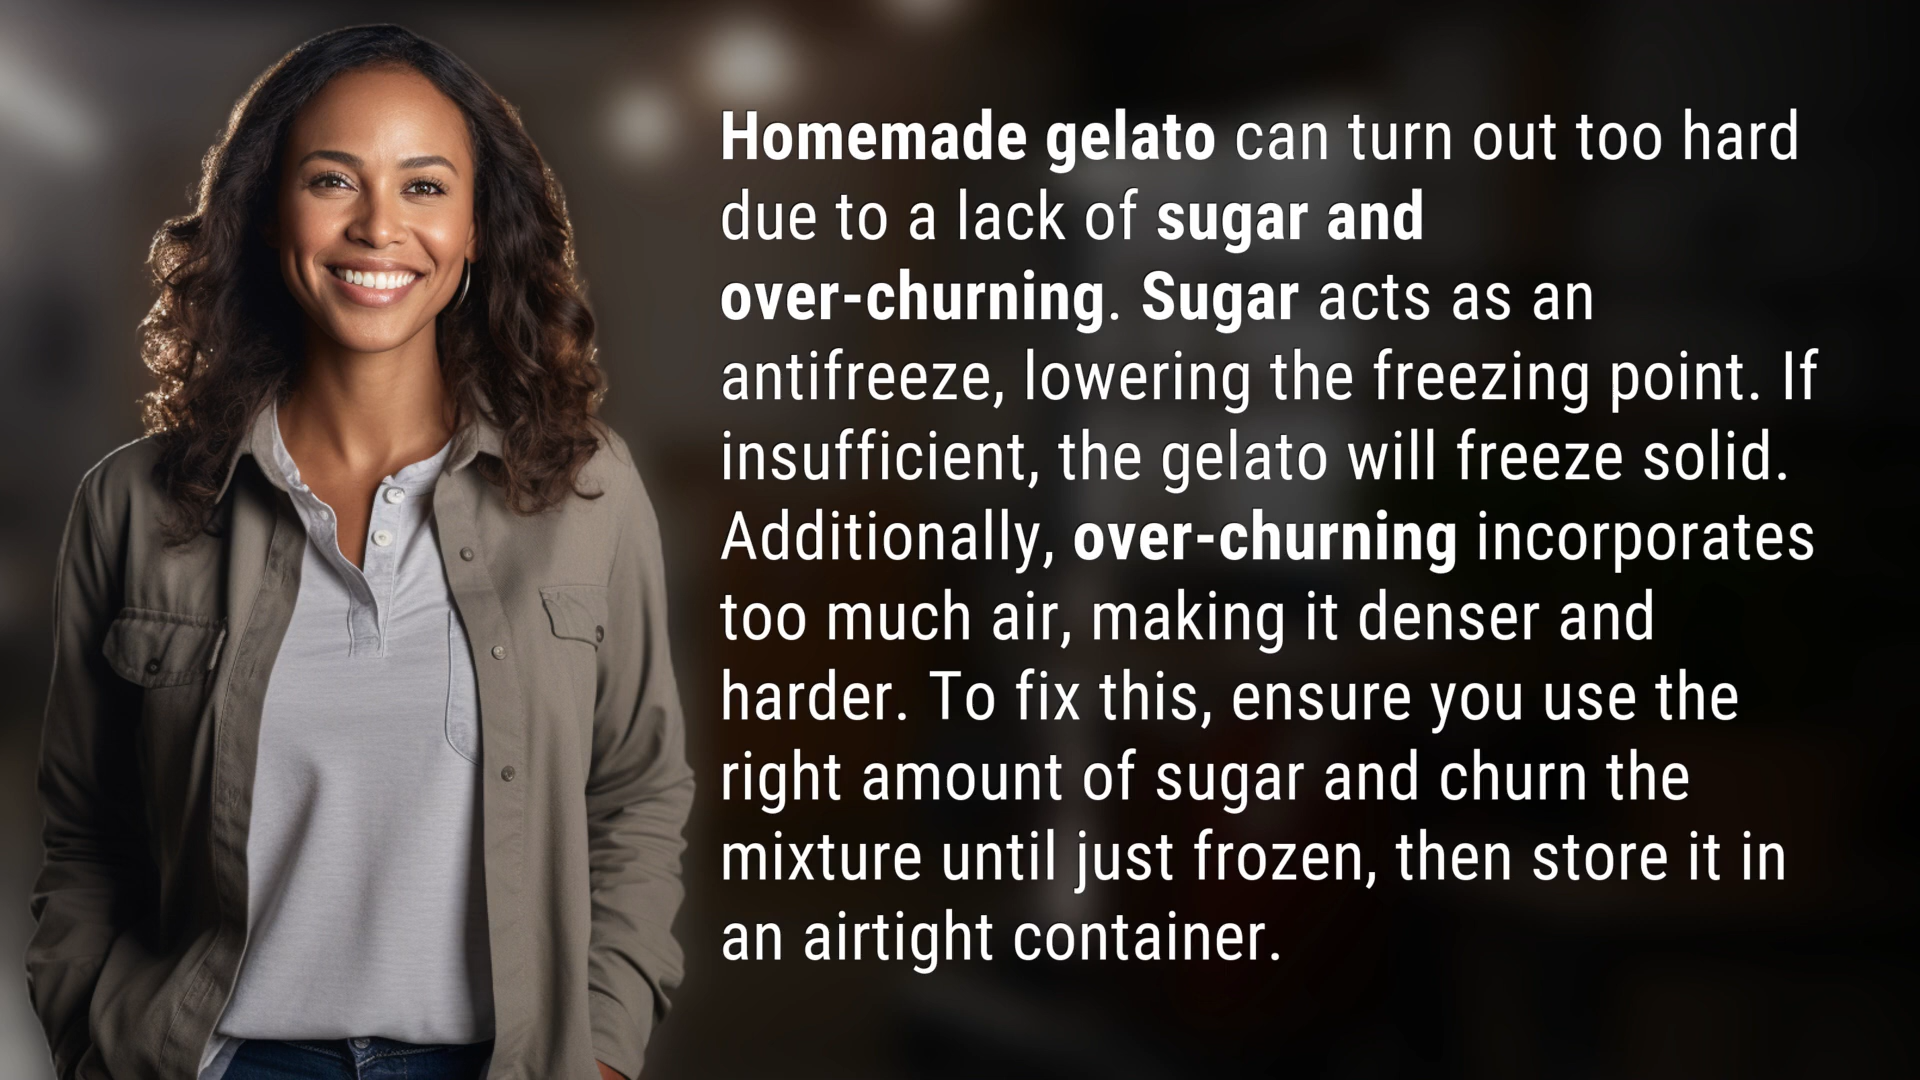 Homemade gelato can turn out too hard
due to a lack of sugar and
over-churning. Sugar acts as an
antifreeze, lowering the freezing point. If
insufficient, the gelato will freeze solid.
Additionally, over-churning incorporates
too much air, making it denser and
harder. To fix this, ensure you use the
right amount of sugar and churn the
mixture until just frozen, then store it in
an airtight container.